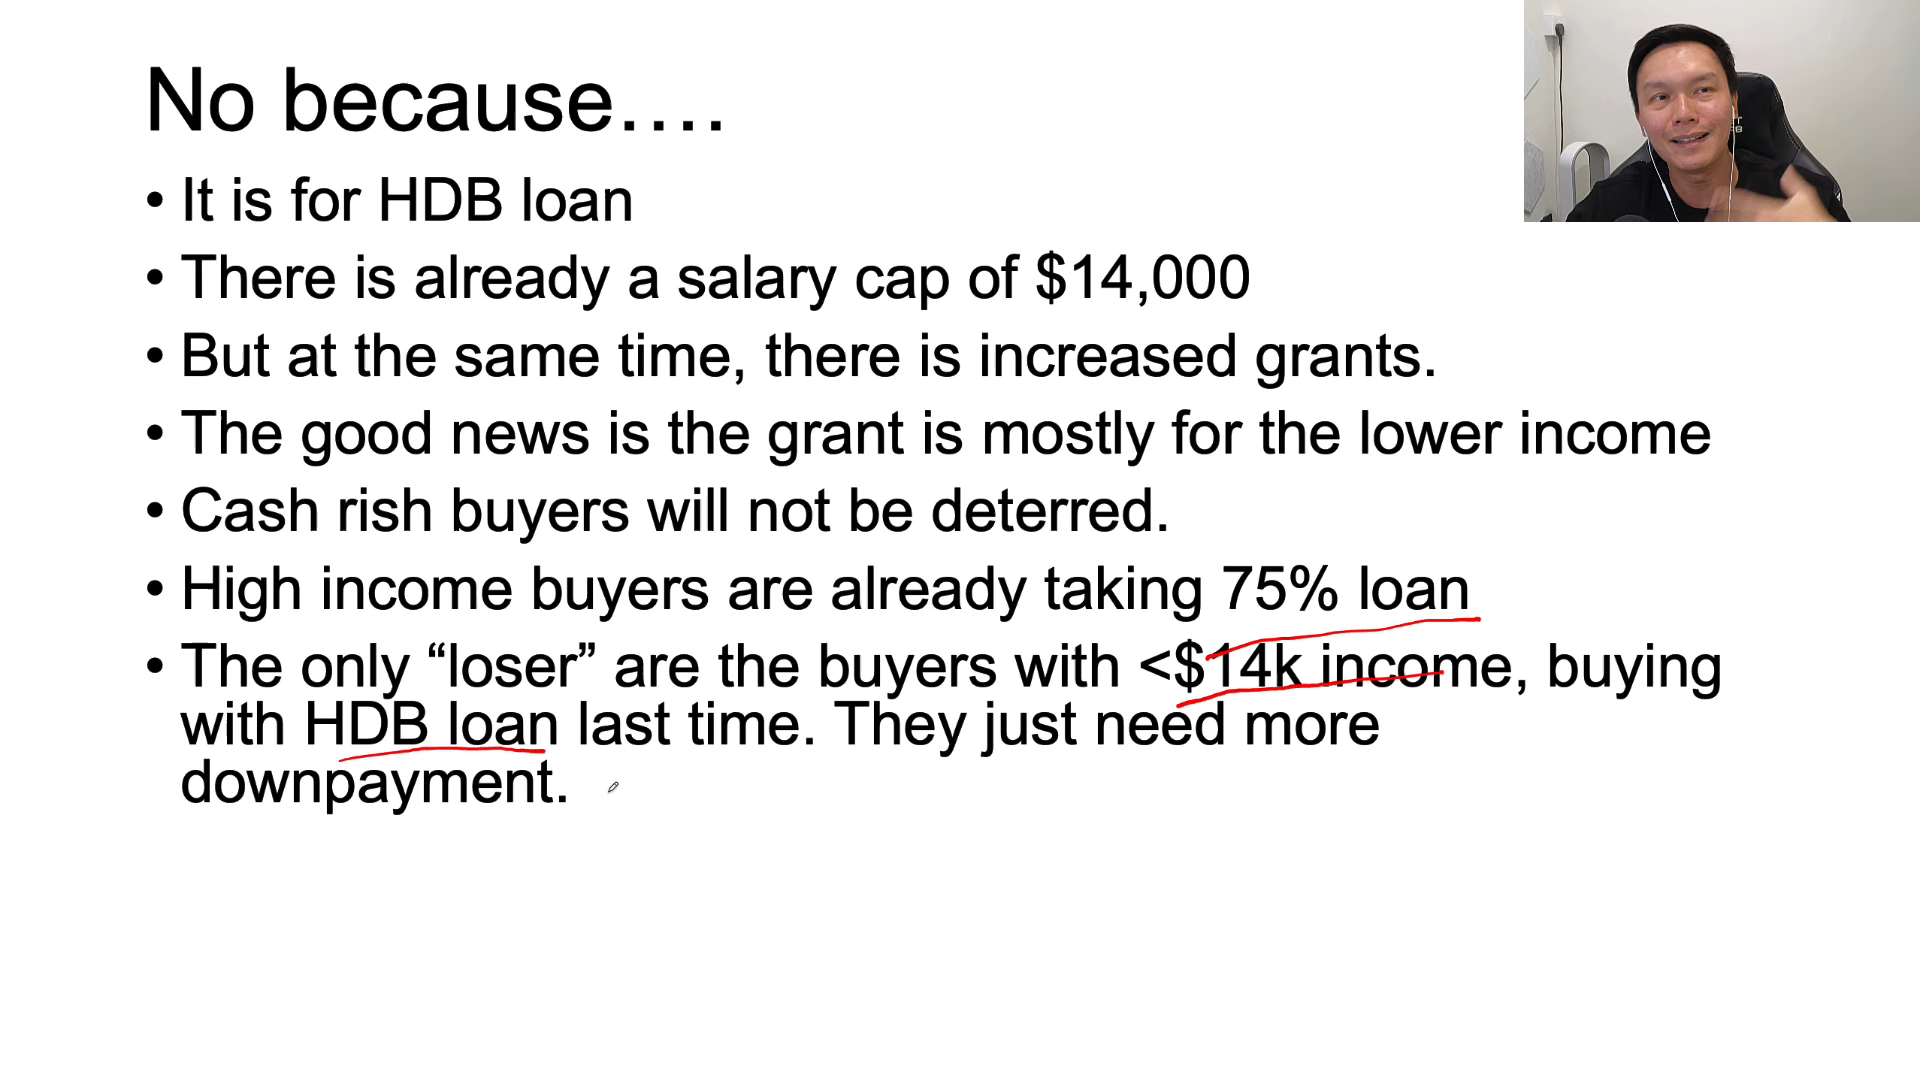 No because….
• It is for HDB loan
• There is already a salary cap of $14,000
• But at the same time, there is increased grants.
• The good news is the grant is mostly for the lower income
• Cash rish buyers will not be deterred.
• High income buyers are already taking 75% loan
• The only “loser” are the buyers with <$14k income, buying
with HDB loan last time. They just need more
downpayment.